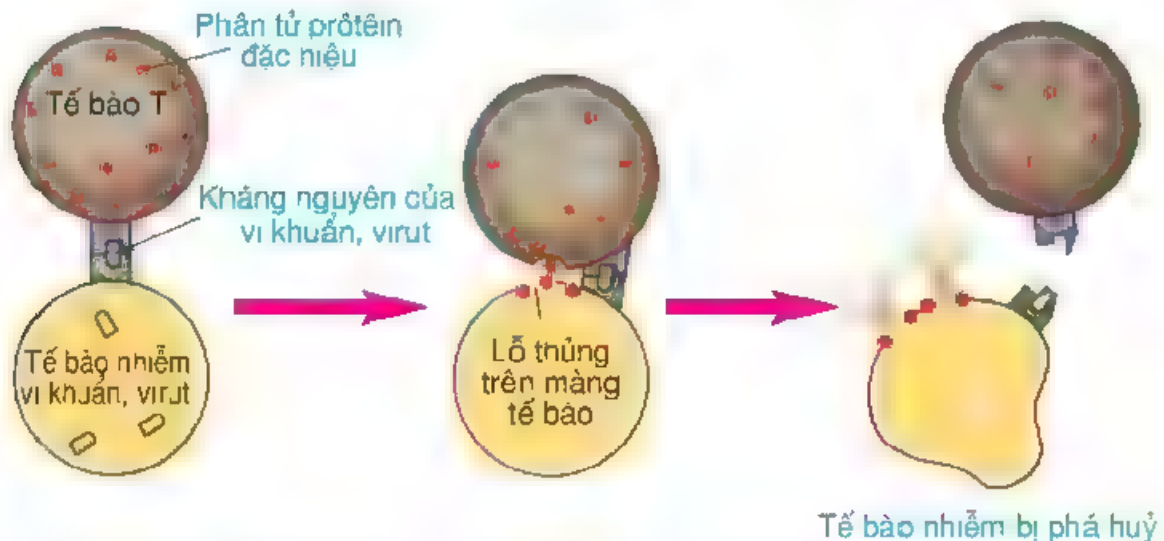 Phân tử prôtêin
đặc hiệu
Tế bào T
Kháng nguyên của
vi khuẩn, virut
Tế bào nhiễm
vi khuẩn, virut
Lỗ thủng
trên màng
tế bào
Tế bào nhiễm bị phá huỷ